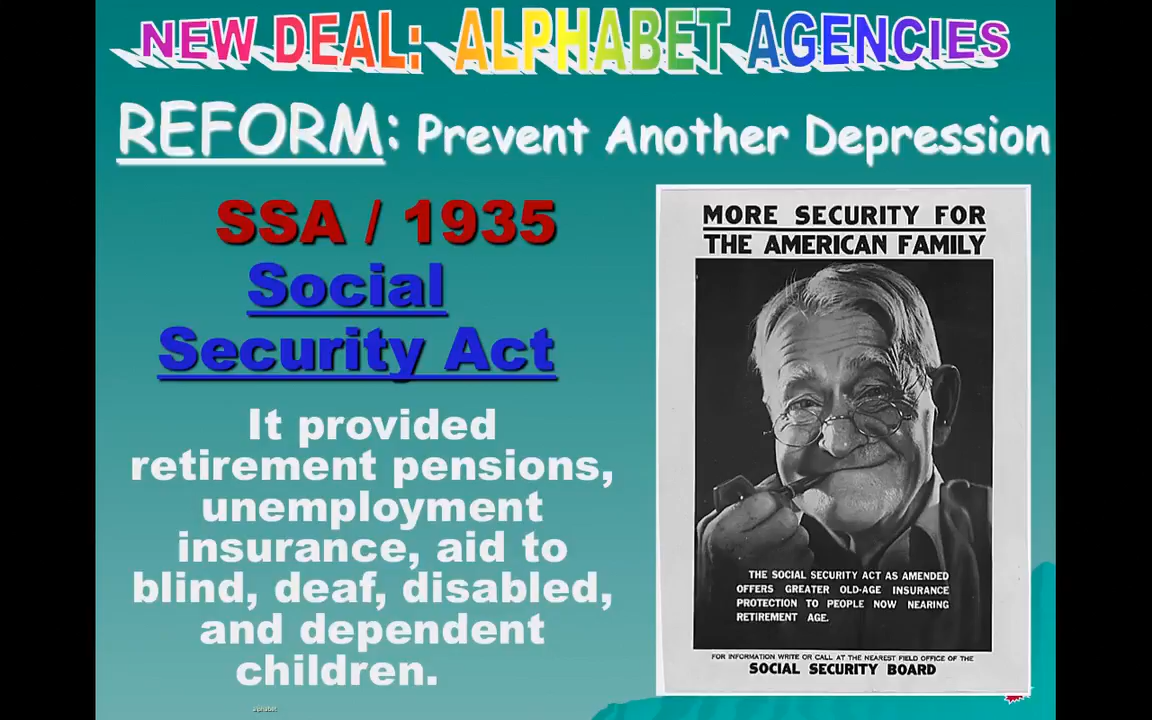 NEW DEAL: ALPHABET AGENCIES
REFORM: Prevent Another Depression
SSA / 1935
Social
Security Act
It provided
retirement pensions,
unemployment
insurance, aid to
blind, deaf, disabled,
and dependent
children.
alphabet
MORE SECURITY FOR
THE AMERICAN FAMILY
THE SOCIAL SECURITY ACT AS AMENDED
OFFERS GREATER OLD-AGE INSURANCE
PROTECTION TO PEOPLE NOW NEARING
RETIREMENT AGE.
FOR INFORMATION WRITE OR CALL AT THE NEAREST FIELD OFFICE OF THE
SOCIAL SECURITY BOARD